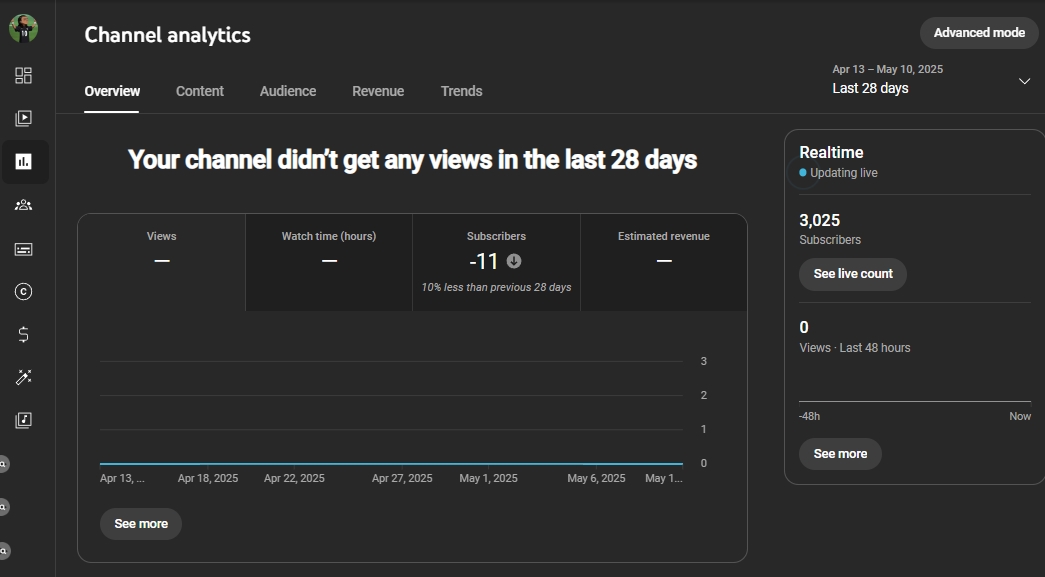 Channel analytics
Advanced mode
Overview
Content
Audience
Revenue
Trends
Apr 13 – May 10, 2025
Last 28 days
Your channel didn't get any views in the last 28 days
Views
—
Watch time (hours)
—
Subscribers
-11
10% less than previous 28 days
Estimated revenue
—
3
2
1
0
Apr 13, ...
Apr 18, 2025
Apr 22, 2025
Apr 27, 2025
May 1, 2025
May 6, 2025
May 1...
See more
Realtime
Updating live
3,025
Subscribers
See live count
0
Views · Last 48 hours
-48h
Now
See more